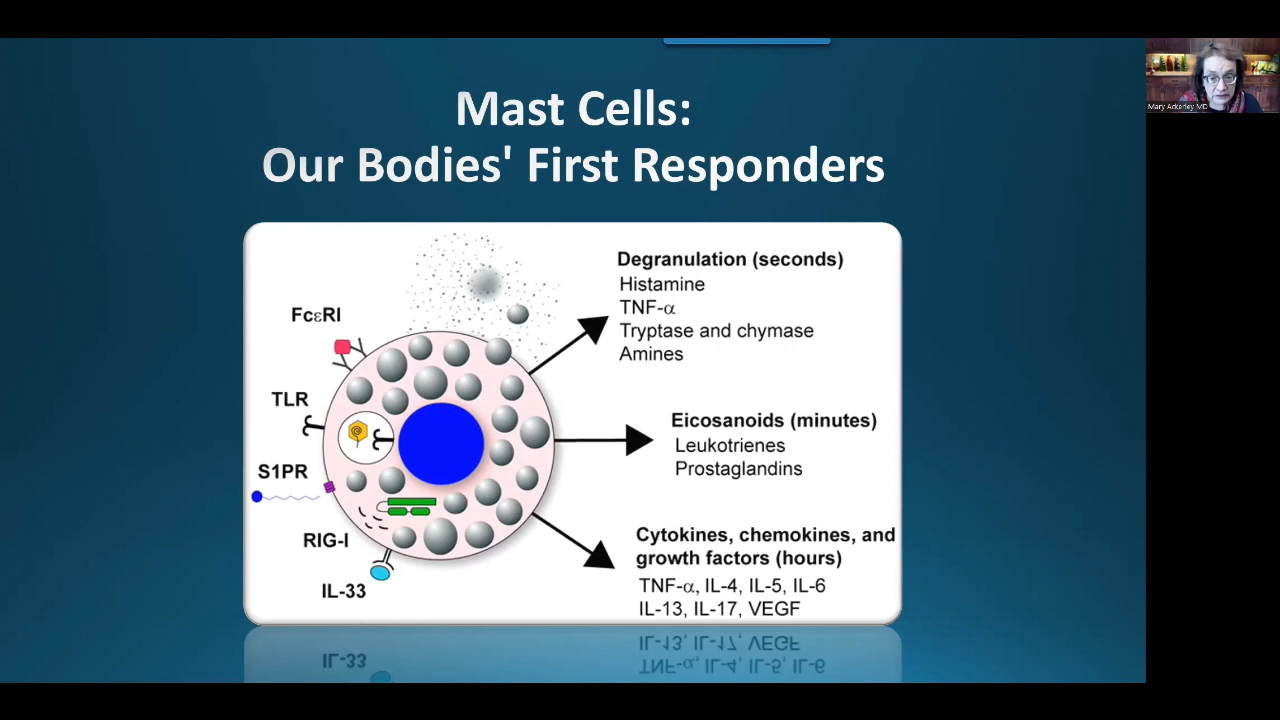 Mast Cells:
Our Bodies' First Responders
Mary Ackerley MD
FcεRI
TLR
S1PR
RIG-I
IL-33
Degranulation (seconds)
Histamine
TNF-α
Tryptase and chymase
Amines
Eicosanoids (minutes)
Leukotrienes
Prostaglandins
Cytokines, chemokines, and
growth factors (hours)
TNF-α, IL-4, IL-5, IL-6
IL-13, IL-17, VEGF